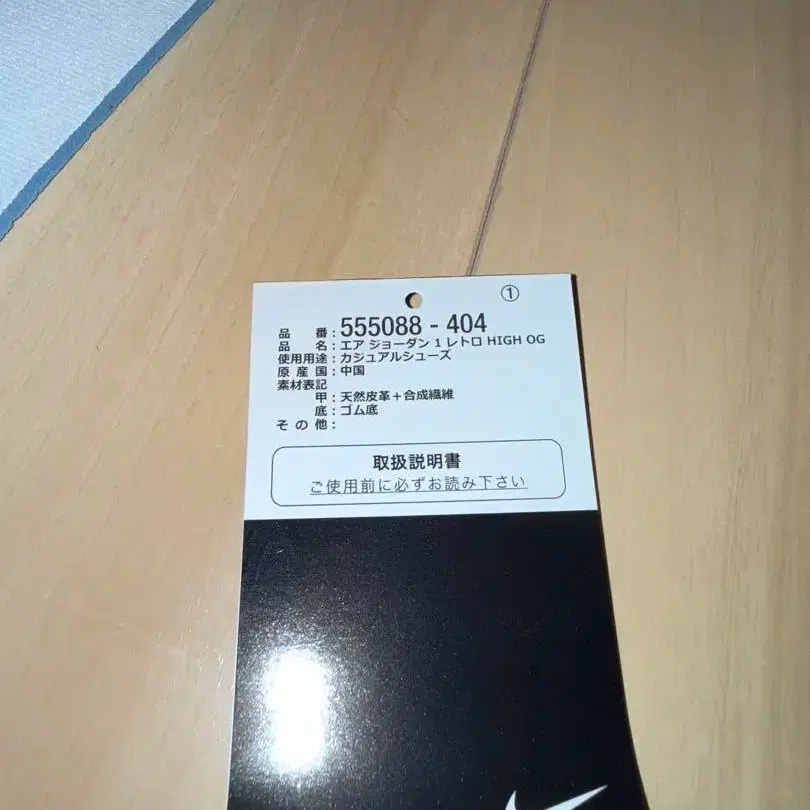 ①
品 番：555088 - 404
品 名：エア ジョーダン 1 レトロ HIGH OG
使用用途：カジュアルシューズ
原 産 国：中国
素材表記
甲：天然皮革＋合成繊維
底：ゴム底
そ の 他：
取扱説明書
ご使用前に必ずお読み下さい